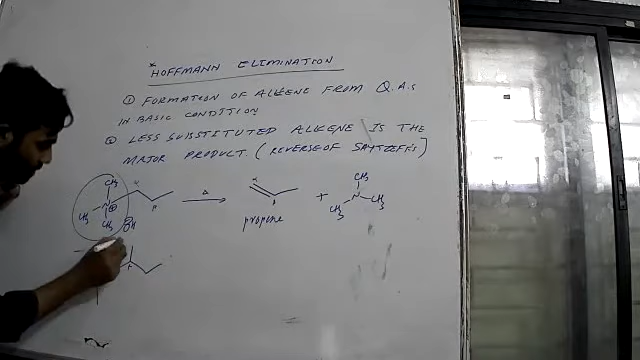 * HOFFMANN ELIMINATION
① FORMATION OF ALKENE FROM Q.A.S
IN BASIC CONDITION
② LESS SUBSTITUTED ALKENE IS THE
MAJOR PRODUCT. (REVERSE OF SAYTZEFF'S)
CH₃
CH₃ N ⊕
CH₃ OH
Δ
propene
+
CH₃
N
CH₃ CH₃